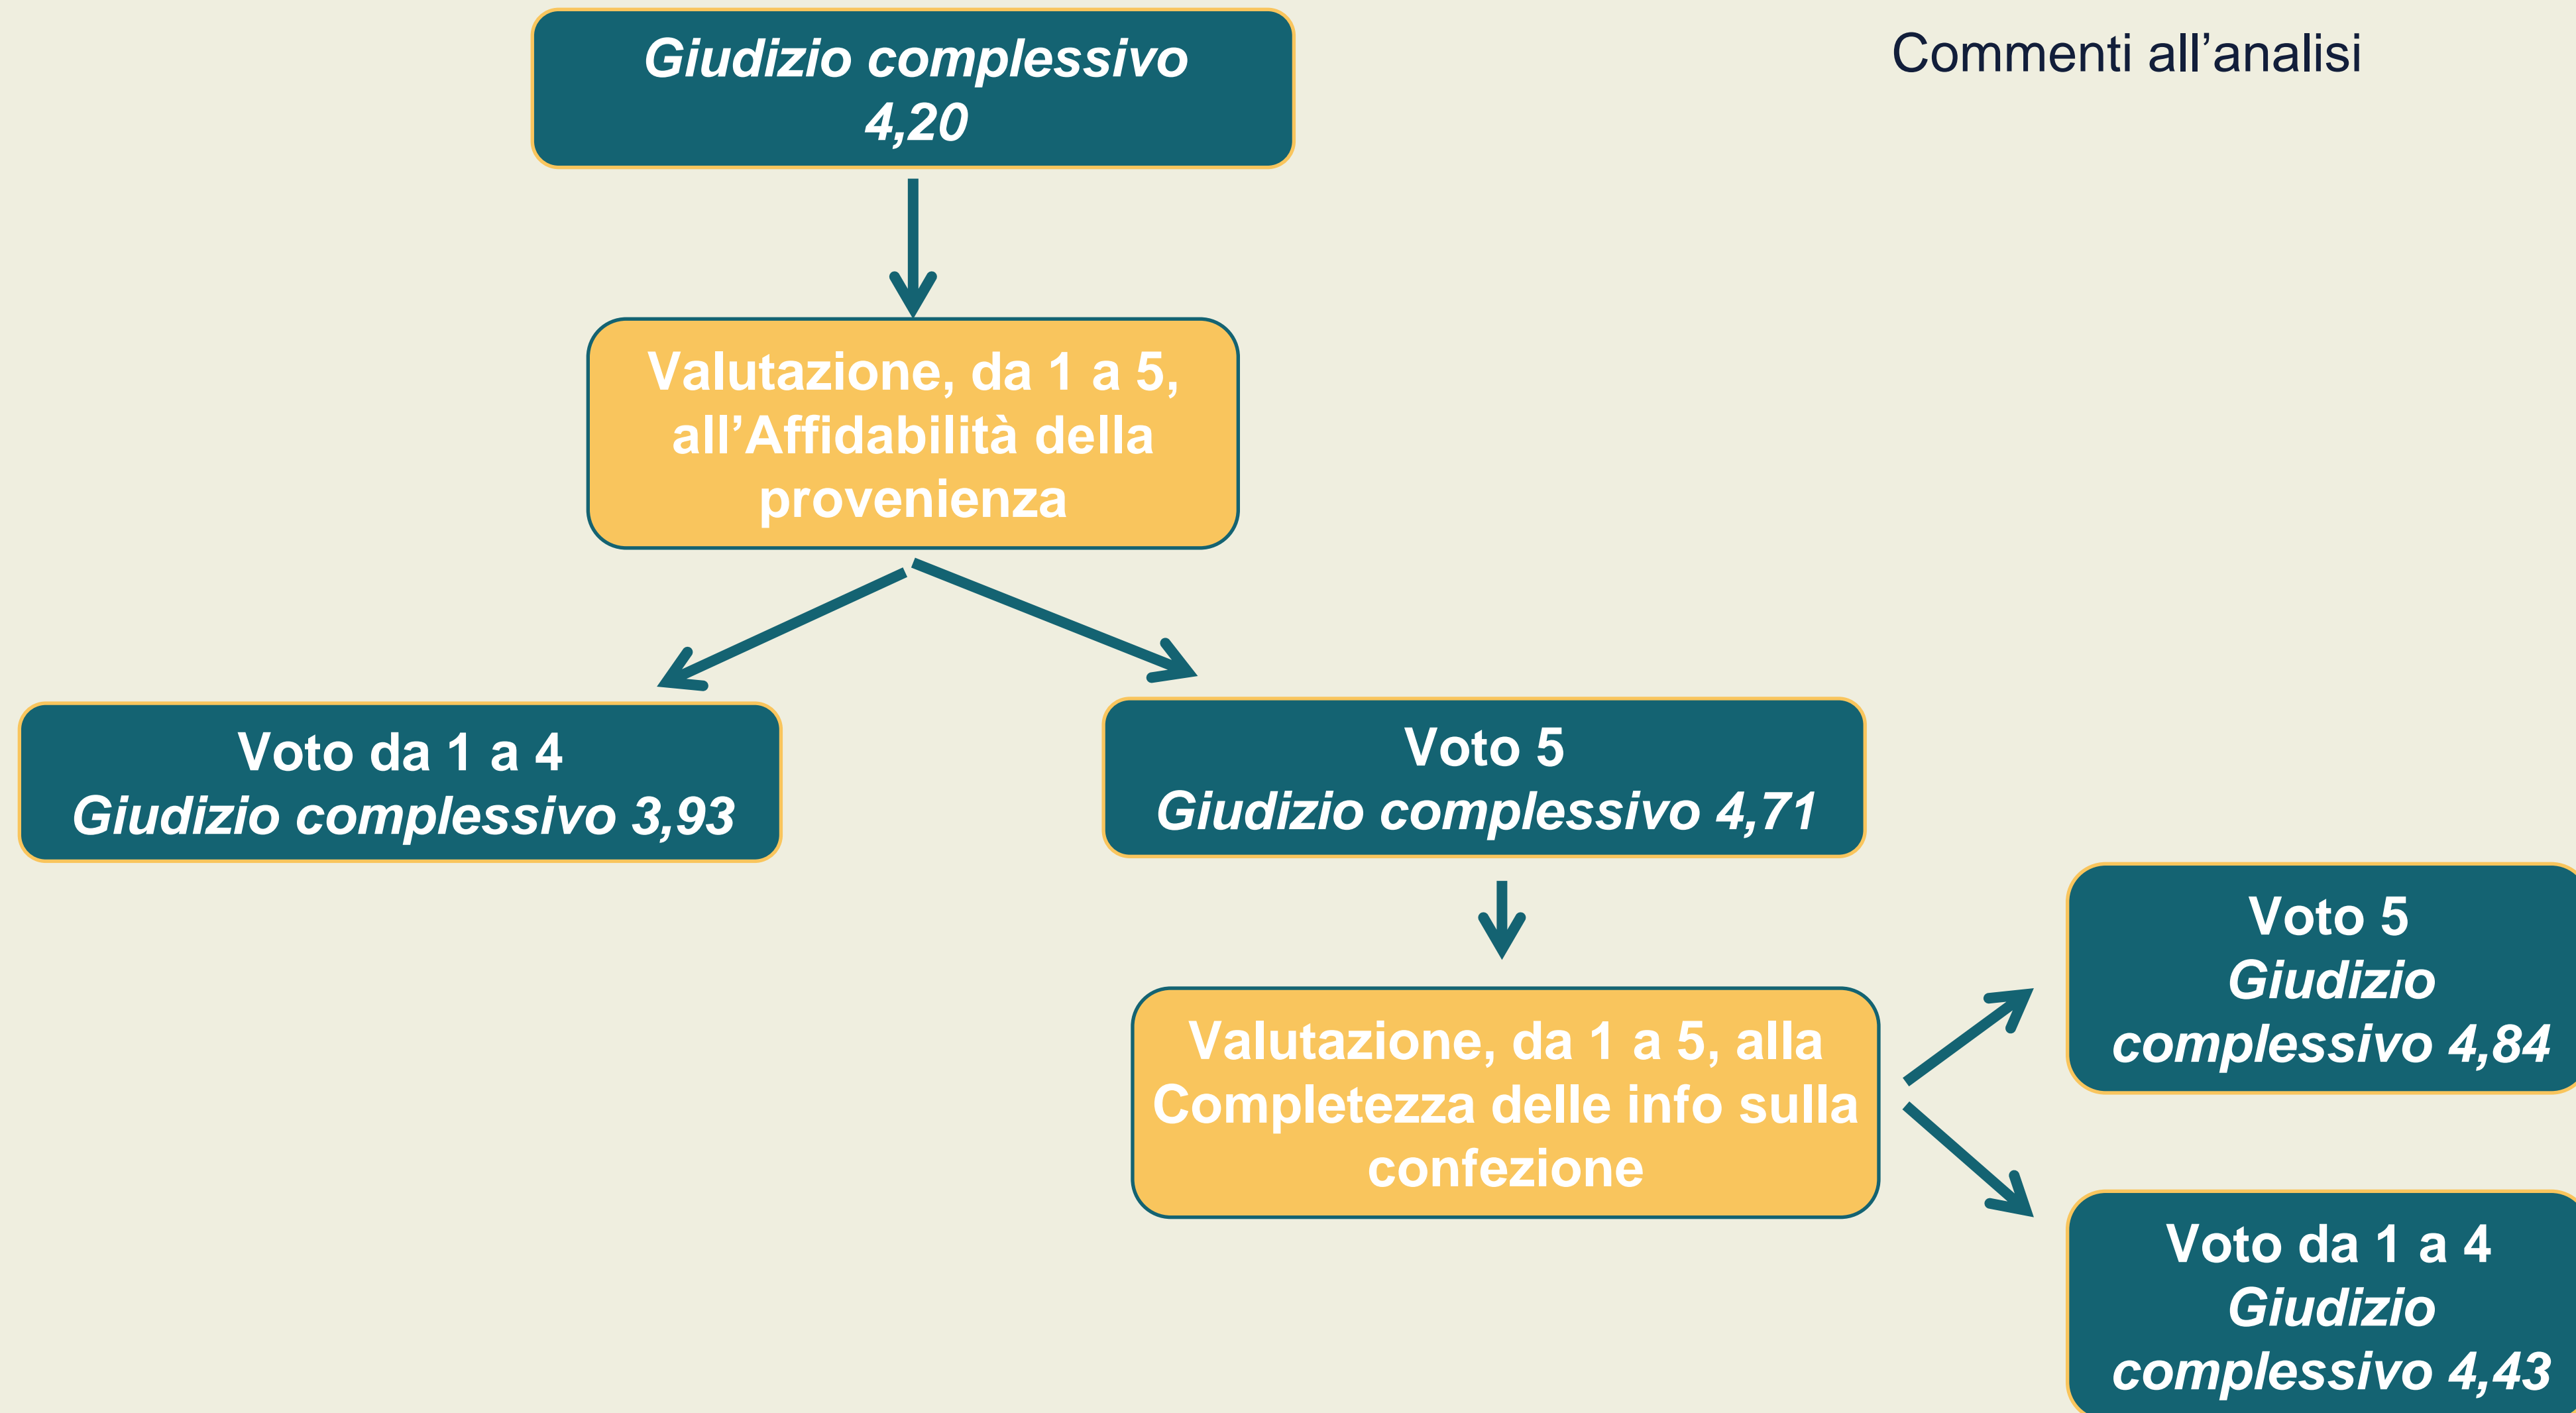 Giudizio complessivo
4,20
Commenti all’analisi
Valutazione, da 1 a 5,
all’Affidabilità della
provenienza
Voto da 1 a 4
Giudizio complessivo 3,93
Voto 5
Giudizio complessivo 4,71
Valutazione, da 1 a 5, alla
Completezza delle info sulla
confezione
Voto 5
Giudizio
complessivo 4,84
Voto da 1 a 4
Giudizio
complessivo 4,43